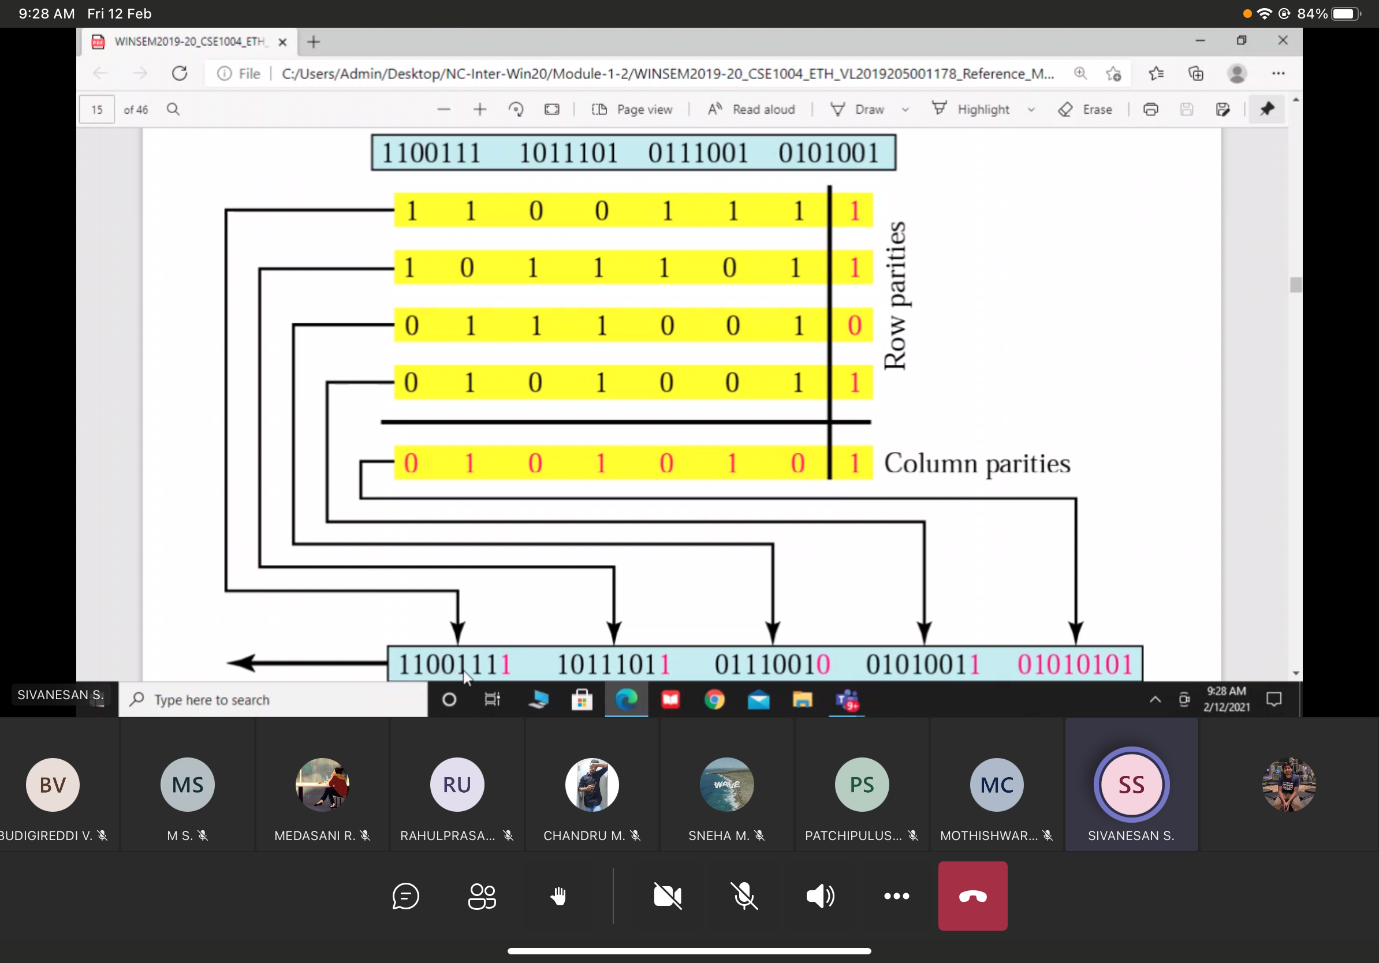 9:28 AM Fri 12 Feb
84%
WINSEM2019-20_CSE1004_ETH_
File C:/Users/Admin/Desktop/NC-Inter-Win20/Module-1-2/WINSEM2019-20_CSE1004_ETH_VL2019205001178_Reference_M...
15 of 46
Page view
Read aloud
Draw
Highlight
Erase
1100111 1011101 0111001 0101001
1 1 0 0 1 1 1 1
1 0 1 1 1 0 1 1
0 1 1 1 0 0 1 0
0 1 0 1 0 0 1 1
Row parities
0 1 0 1 0 1 0 1 Column parities
11001111 10111011 01110010 01010011 01010101
SIVANESAN S.
Type here to search
9+
9:28 AM
2/12/2021
BV
MS
RU
WAVE
PS
MC
SS
BUDIGIREDDI V.
M S.
MEDASANI R.
RAHULPRASA...
CHANDRU M.
SNEHA M.
PATCHIPULUS...
MOTHISHWAR...
SIVANESAN S.